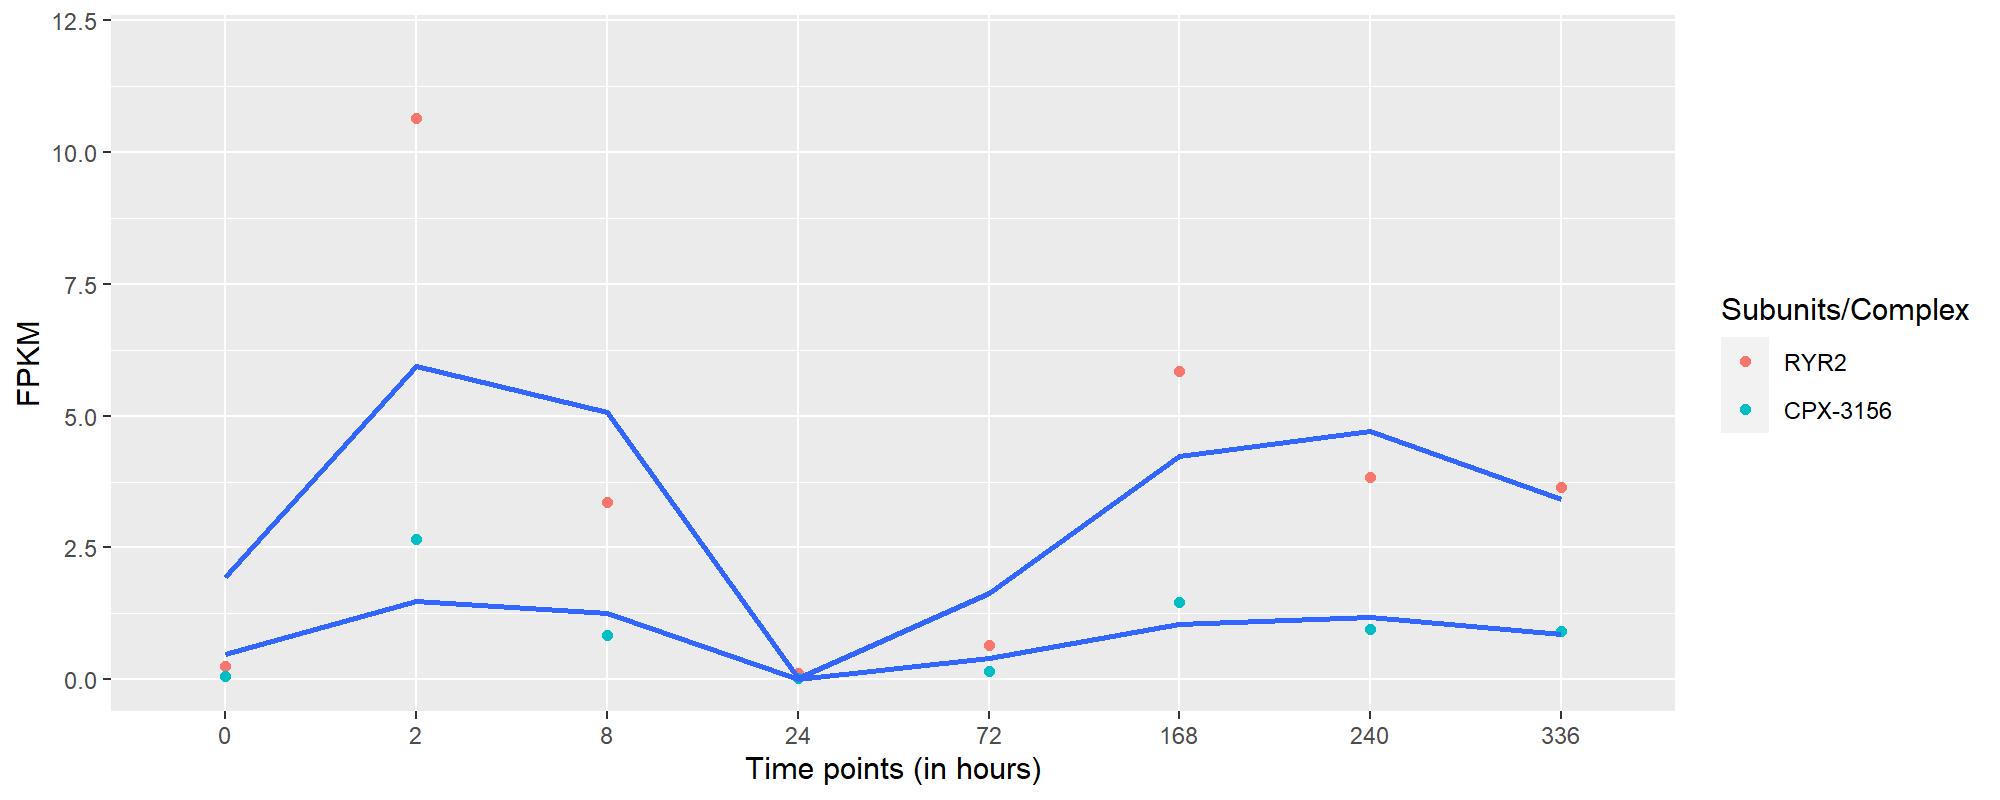 12.5
10.0
7.5
5.0
2.5
0.0
FPKM
0 2 8 24 72 168 240 336
Time points (in hours)
Subunits/Complex
RYR2
CPX-3156